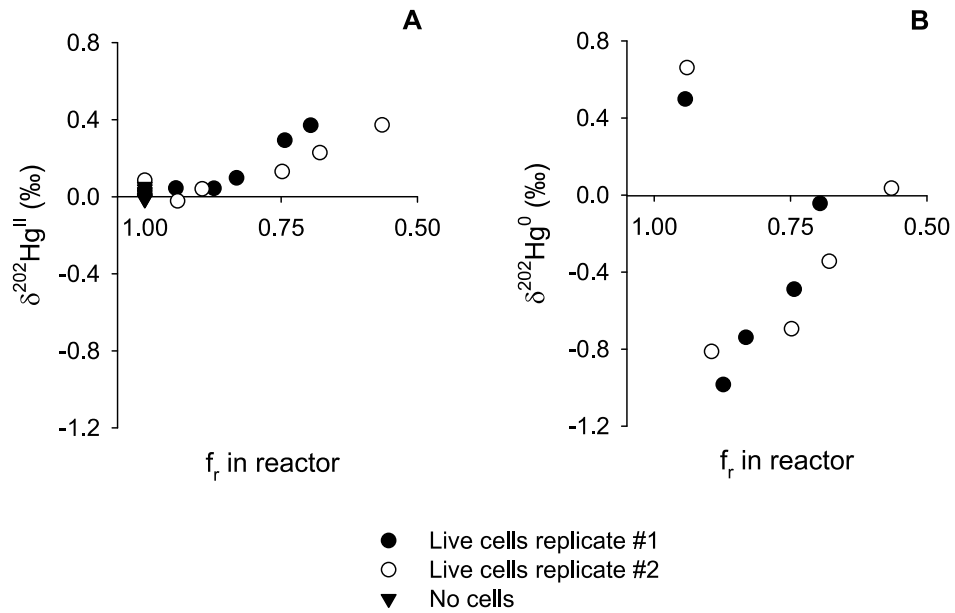 A
0.8
0.4
0.0
-0.4
-0.8
-1.2
1.00 0.75 0.50
δ²⁰²Hgᴵᴵ (‰)
fᵣ in reactor
B
0.8
0.4
0.0
-0.4
-0.8
-1.2
1.00 0.75 0.50
δ²⁰²Hg⁰ (‰)
fᵣ in reactor
Live cells replicate #1
Live cells replicate #2
No cells